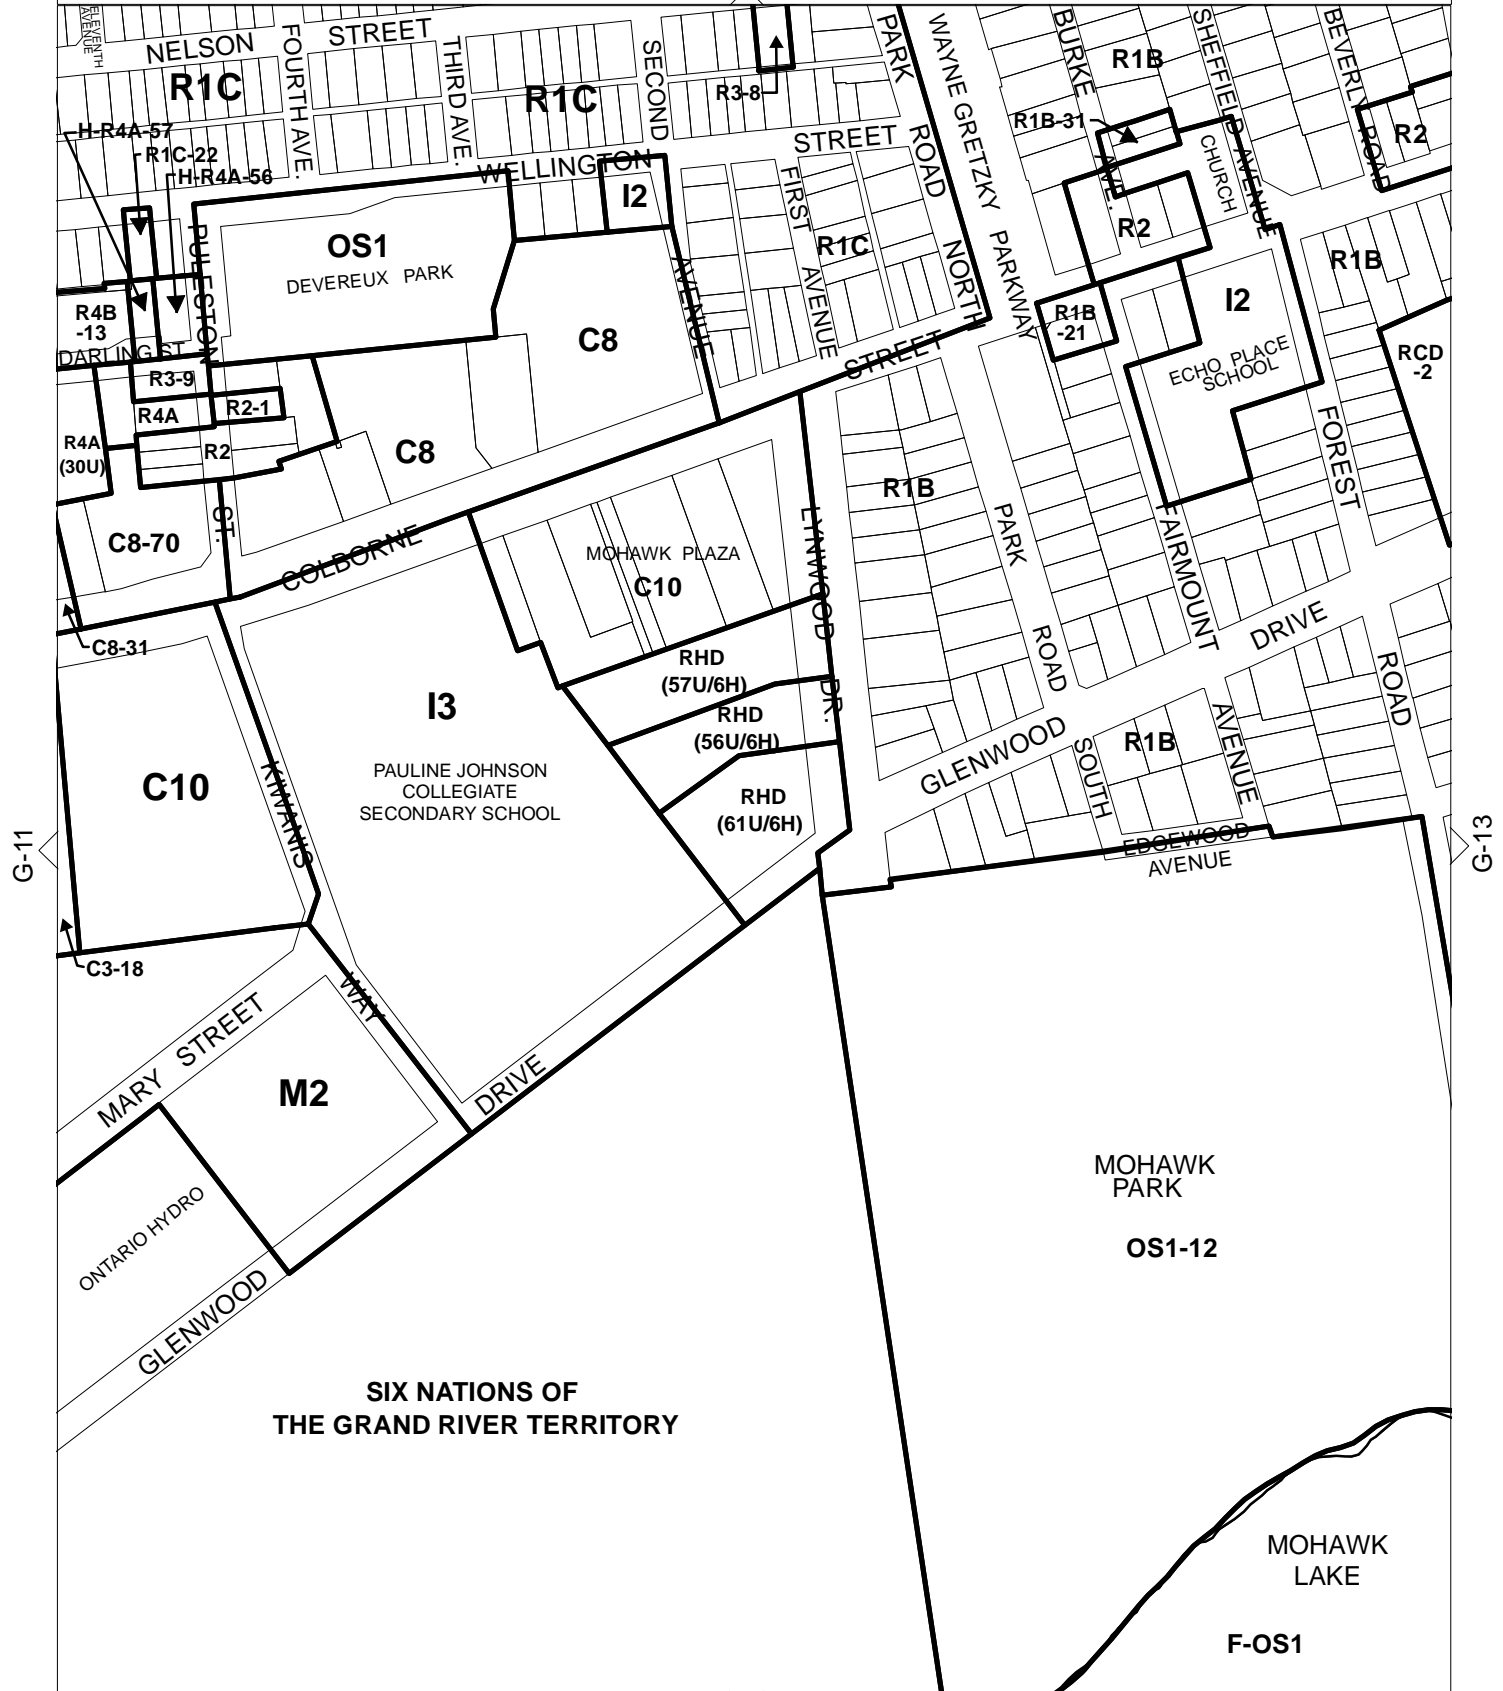 ELEVENTH
AVENUE
NELSON
STREET
FOURTH AVE.
THIRD AVE.
SECOND
AVENUE
R1C
R1C
R3-8
PARK
ROAD
NORTH
WAYNE GRETZKY PARKWAY
BURKE
AVE.
R1B
SHEFFIELD AVENUE
BEVERLY
ROAD
R2
R1B-31
CHURCH
H-R4A-57
R1C-22
H-R4A-56
WELLINGTON
STREET
I2
FIRST
AVENUE
R1C
R2
R1B
PULESTON
ST.
OS1
DEVEREUX PARK
R4B
-13
DARLING ST.
C8
R1B
-21
I2
ECHO PLACE
SCHOOL
RCD
-2
R3-9
R4A
R2-1
R4A
(30U)
R2
C8
C8-70
COLBORNE
STREET
FOREST
ROAD
R1B
LYNWOOD
DR.
PARK
ROAD
SOUTH
FAIRMOUNT
AVENUE
MOHAWK PLAZA
C10
C8-31
RHD
(57U/6H)
RHD
(56U/6H)
RHD
(61U/6H)
GLENWOOD
DRIVE
I3
PAULINE JOHNSON
COLLEGIATE
SECONDARY SCHOOL
C10
KIWANIS
WAY
R1B
EDGEWOOD
AVENUE
G-11
G-13
C3-18
MARY STREET
M2
ONTARIO HYDRO
GLENWOOD
DRIVE
MOHAWK
PARK
OS1-12
SIX NATIONS OF
THE GRAND RIVER TERRITORY
MOHAWK
LAKE
F-OS1